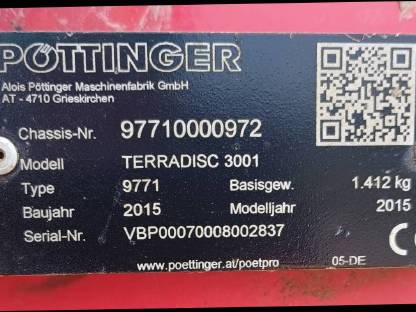 PÖTTINGER
Alois Pöttinger Maschinenfabrik GmbH
AT - 4710 Grieskirchen
Chassis-Nr. 97710000972
Modell TERRADISC 3001
Type 9771 Basisgew. 1.412 kg
Baujahr 2015 Modelljahr 2015
Serial-Nr. VBP00070008002837
www.poettinger.at/poetpro 05-DE